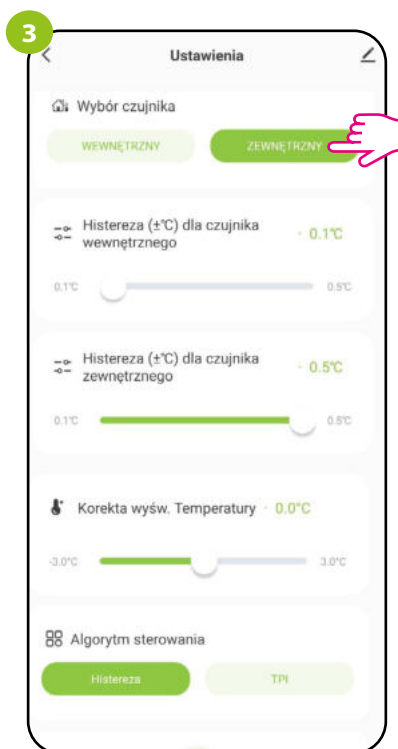 3
Ustawienia
Wybór czujnika
WEWNĘTRZNY ZEWNĘTRZNY
Histereza (±℃) dla czujnika
wewnętrznego
· 0.1℃
0.1℃ 0.5℃
Histereza (±℃) dla czujnika
zewnętrznego
· 0.5℃
0.1℃ 0.5℃
Korekta wyśw. Temperatury · 0.0°C
-3.0°C 3.0°C
Algorytm sterowania
Histereza TPI